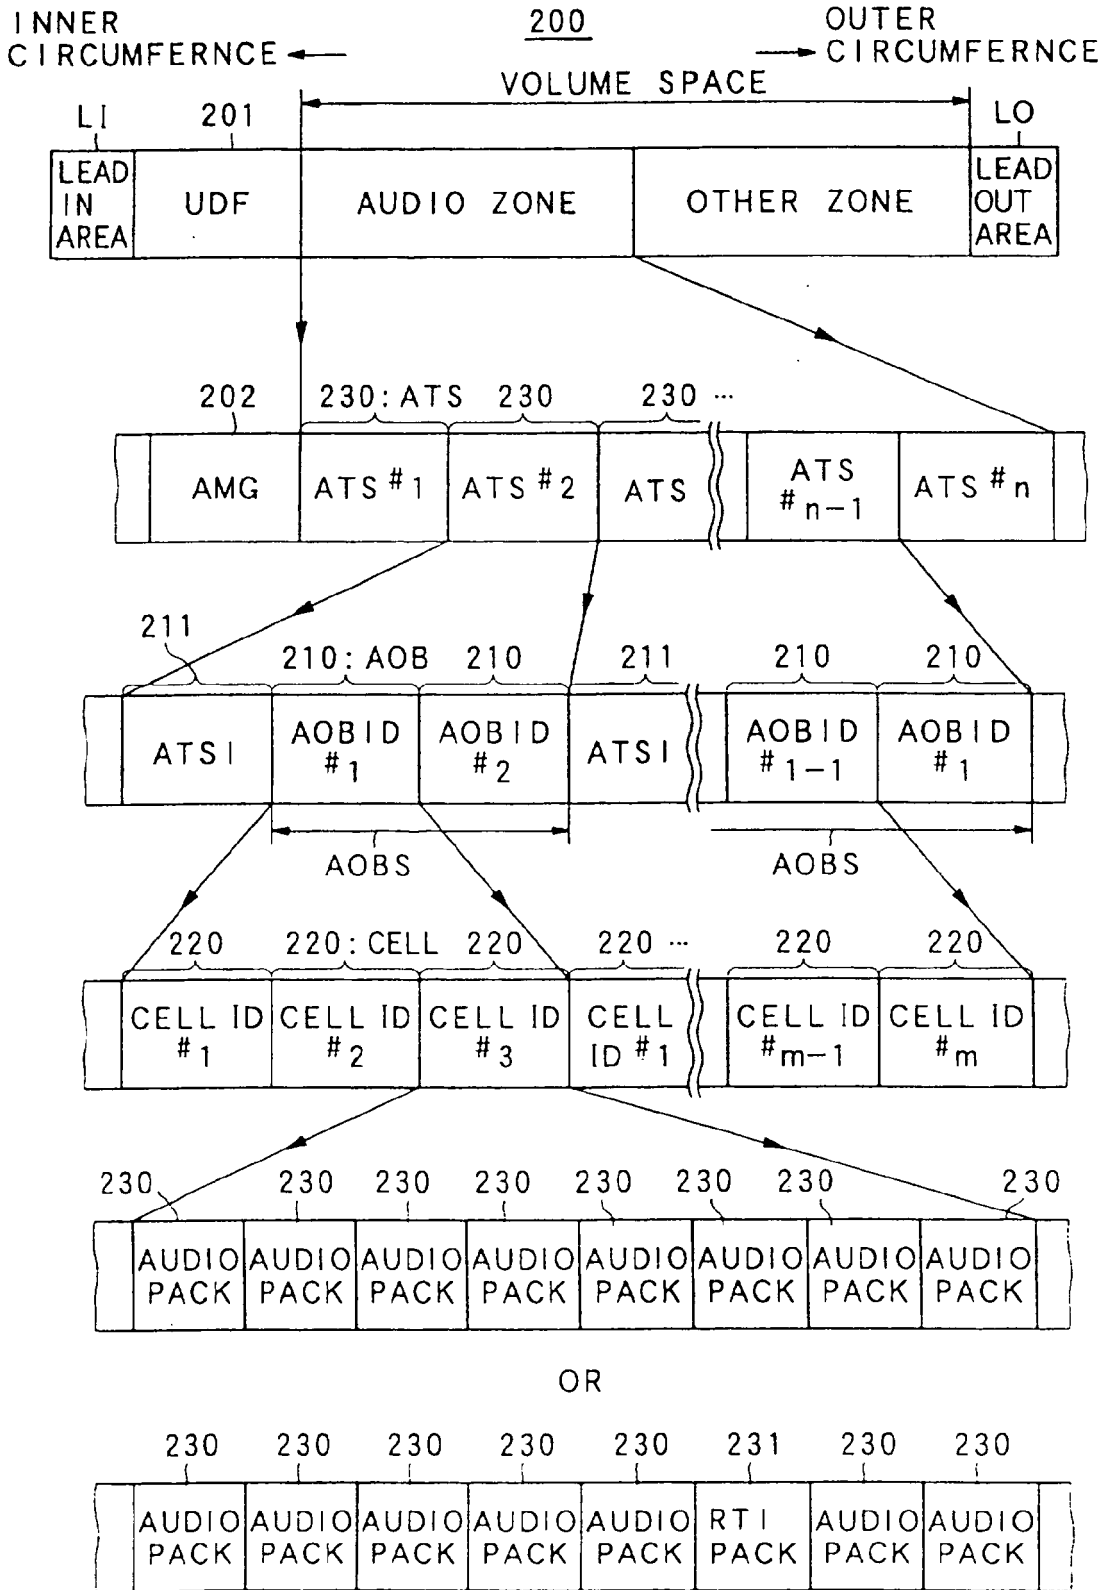 INNER
CIRCUMFERNCE
200
OUTER
CIRCUMFERNCE
VOLUME SPACE
LI
201
LO
LEAD
IN
AREA
UDF
AUDIO ZONE
OTHER ZONE
LEAD
OUT
AREA
202
230: ATS
230
230 ...
AMG
ATS #1
ATS #2
ATS
ATS
#n-1
ATS #n
211
210: AOB
210
211
210
210
ATSI
AOBID
#1
AOBID
#2
ATSI
AOBID
#1-1
AOBID
#1
AOBS
AOBS
220
220: CELL
220
220 ...
220
220
CELL ID
#1
CELL ID
#2
CELL ID
#3
CELL
ID #1
CELL ID
#m-1
CELL ID
#m
230
230
230
230
230
230
230
230
AUDIO
PACK
AUDIO
PACK
AUDIO
PACK
AUDIO
PACK
AUDIO
PACK
AUDIO
PACK
AUDIO
PACK
AUDIO
PACK
OR
230
230
230
230
230
231
230
230
AUDIO
PACK
AUDIO
PACK
AUDIO
PACK
AUDIO
PACK
AUDIO
PACK
RTI
PACK
AUDIO
PACK
AUDIO
PACK